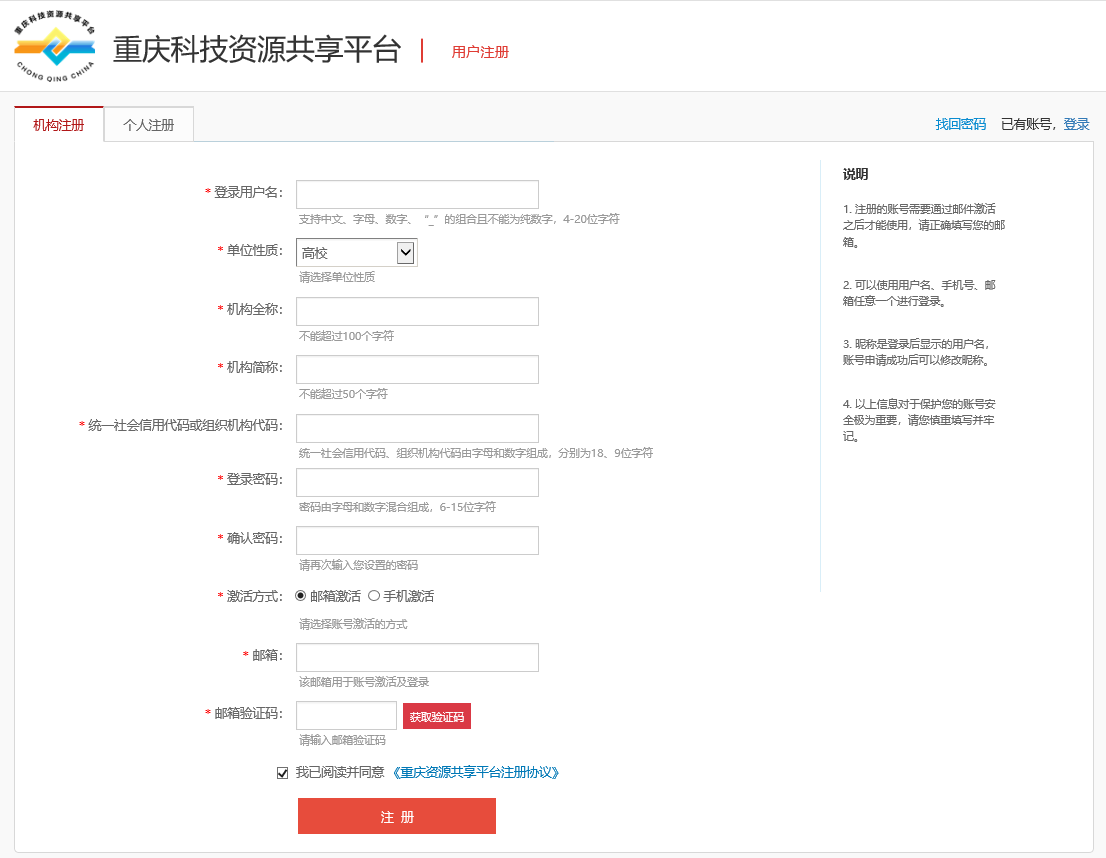 重庆科技资源共享平台
CHONG QING CHINA
重庆科技资源共享平台
用户注册
机构注册
个人注册
找回密码
已有账号，登录
* 登录用户名：
支持中文、字母、数字、“_”的组合且不能为纯数字，4-20位字符
* 单位性质：
高校
请选择单位性质
* 机构全称：
不能超过100个字符
* 机构简称：
不能超过50个字符
* 统一社会信用代码或组织机构代码：
统一社会信用代码、组织机构代码由字母和数字组成，分别为18、9位字符
* 登录密码：
密码由字母和数字混合组成，6-15位字符
* 确认密码：
请再次输入您设置的密码
* 激活方式：
邮箱激活 手机激活
请选择账号激活的方式
* 邮箱：
该邮箱用于账号激活及登录
* 邮箱验证码：
获取验证码
请输入邮箱验证码
我已阅读并同意 《重庆资源共享平台注册协议》
注 册
说明
1. 注册的账号需要通过邮件激活
之后才能使用，请正确填写您的邮
箱。
2. 可以使用用户名、手机号、邮
箱任意一个进行登录。
3. 昵称是登录后显示的用户名，
账号申请成功后可以修改昵称。
4. 以上信息对于保护您的账号安
全极为重要，请您慎重填写并牢
记。